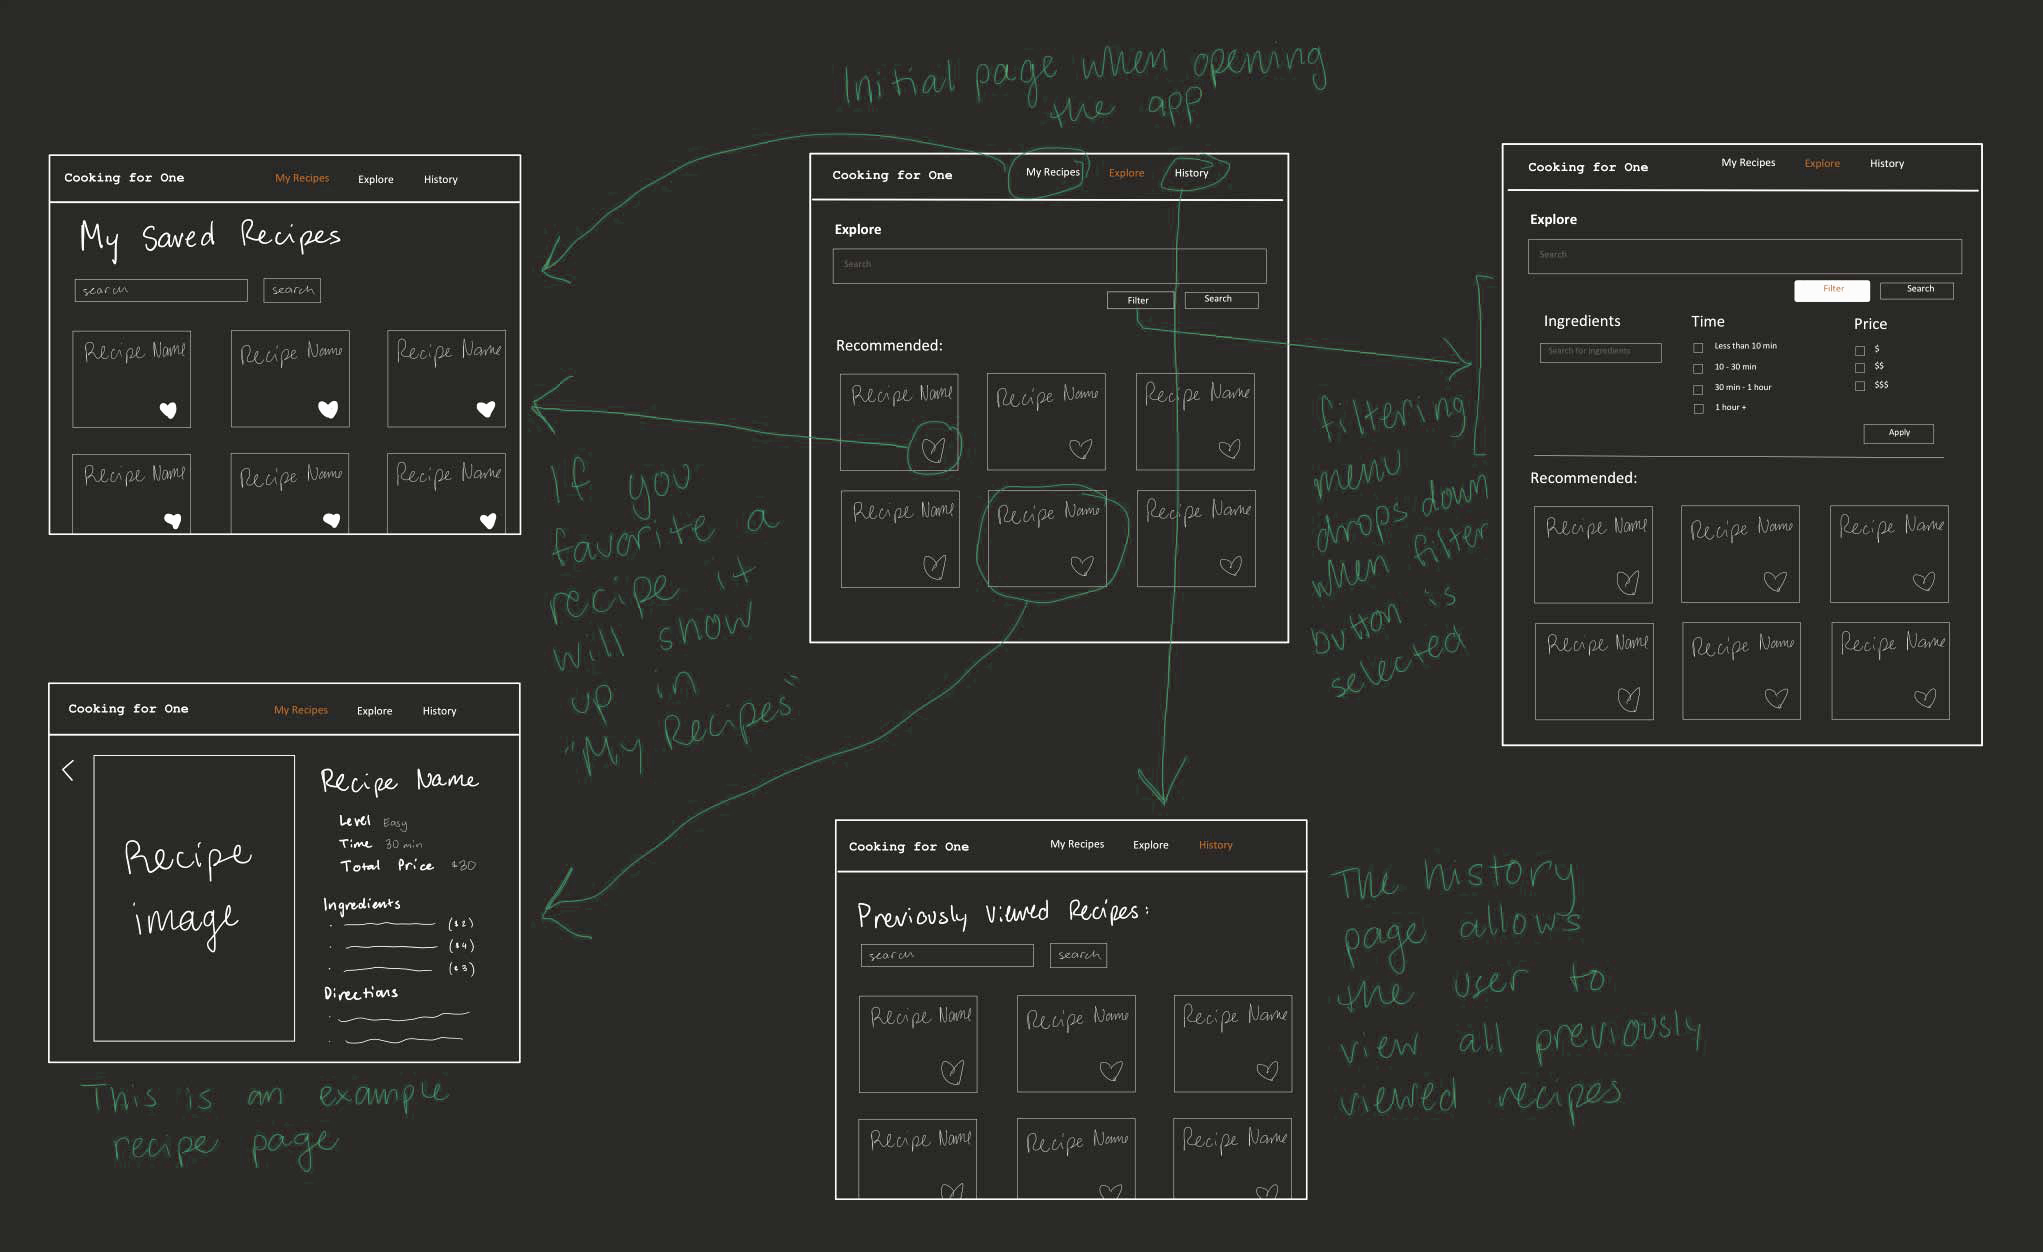 Initial page when opening
the app
Cooking for One
My Recipes Explore History
My Saved Recipes
search search
Recipe Name Recipe Name Recipe Name
Recipe Name Recipe Name Recipe Name
Cooking for One
My Recipes Explore History
Explore
Search
Filter Search
Recommended:
Recipe Name Recipe Name Recipe Name
Recipe Name Recipe Name Recipe Name
Cooking for One
My Recipes Explore History
Explore
Search
Filter Search
Ingredients Time Price
Search for ingredients
Less than 10 min
10 - 30 min
30 min - 1 hour
1 hour +
$
$$
$$$
Apply
Recommended:
Recipe Name Recipe Name Recipe Name
Recipe Name Recipe Name Recipe Name
If you
favorite a
recipe it
will show
up in
"My Recipes"
filtering
menu
drops down
when filter
button is
selected
Cooking for One
My Recipes Explore History
Recipe
image
Recipe Name
Level Easy
Time 30 min
Total Price $30
Ingredients
($2)
($4)
($3)
Directions
This is an example
recipe page
Cooking for One
My Recipes Explore History
Previously Viewed Recipes:
search search
Recipe Name Recipe Name Recipe Name
Recipe Name Recipe Name Recipe Name
The history
page allows
the user to
view all previously
viewed recipes